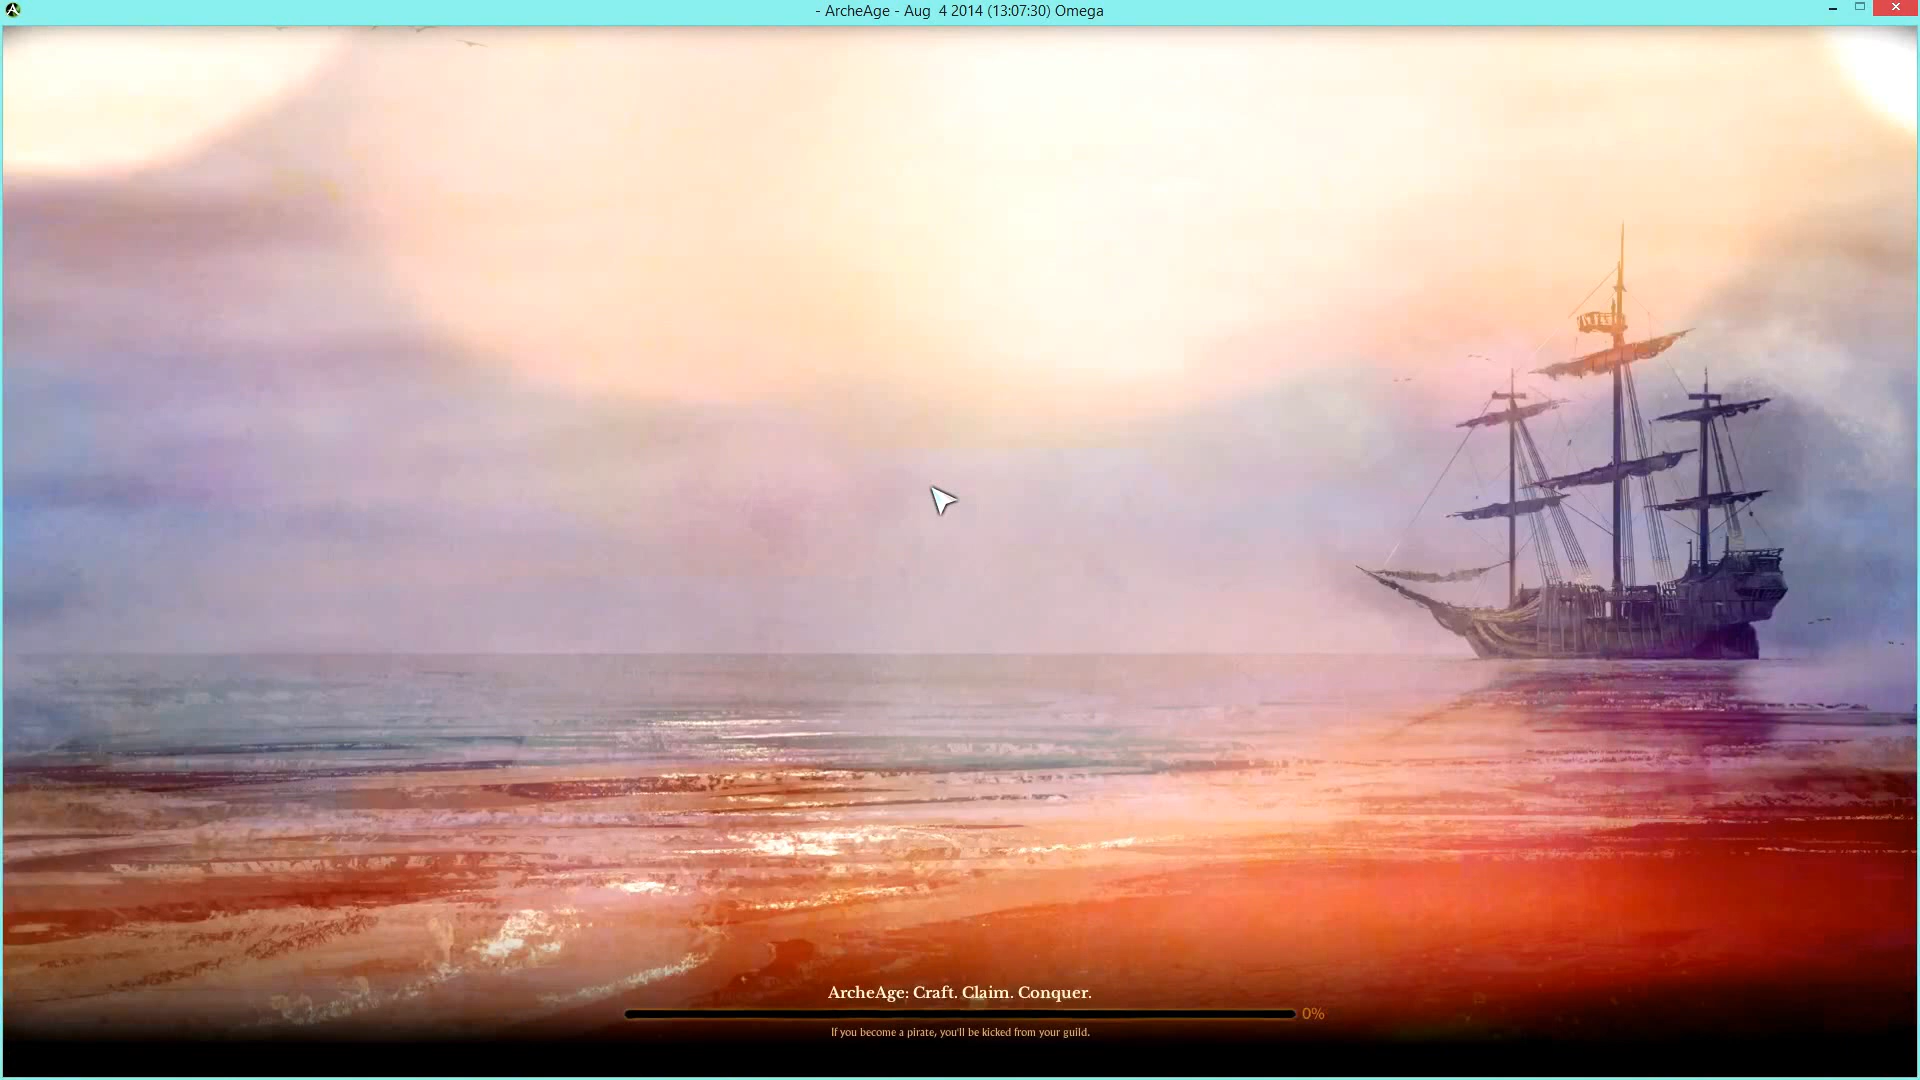 - ArcheAge - Aug  4 2014 (13:07:30) Omega
ArcheAge: Craft. Claim. Conquer.
0%
If you become a pirate, you'll be kicked from your guild.